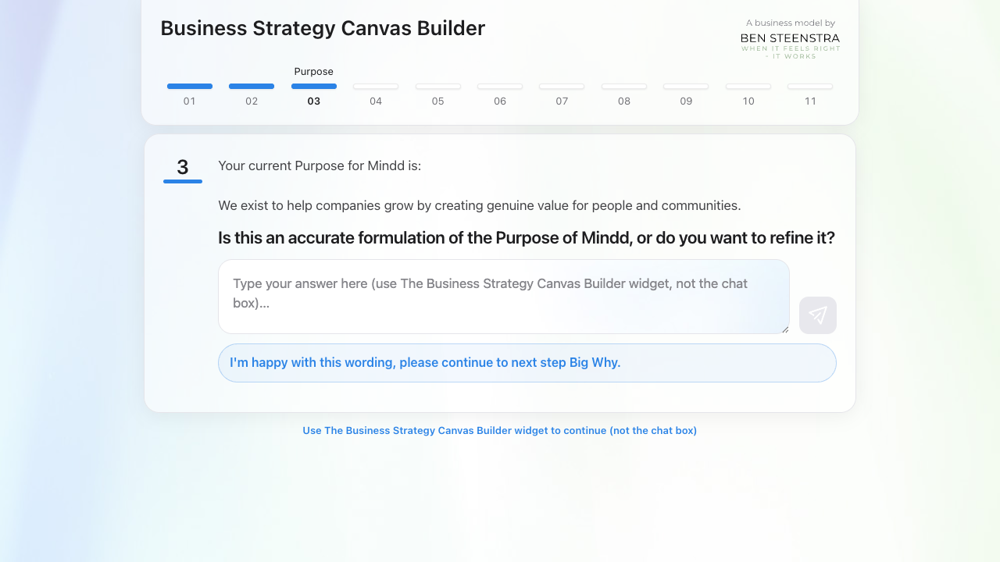 Business Strategy Canvas Builder
A business model by
BEN STEENSTRA
WHEN IT FEELS RIGHT
- IT WORKS
Purpose
01 02 03 04 05 06 07 08 09 10 11
3
Your current Purpose for Mindd is:
We exist to help companies grow by creating genuine value for people and communities.
Is this an accurate formulation of the Purpose of Mindd, or do you want to refine it?
Type your answer here (use The Business Strategy Canvas Builder widget, not the chat
box)...
I'm happy with this wording, please continue to next step Big Why.
Use The Business Strategy Canvas Builder widget to continue (not the chat box)